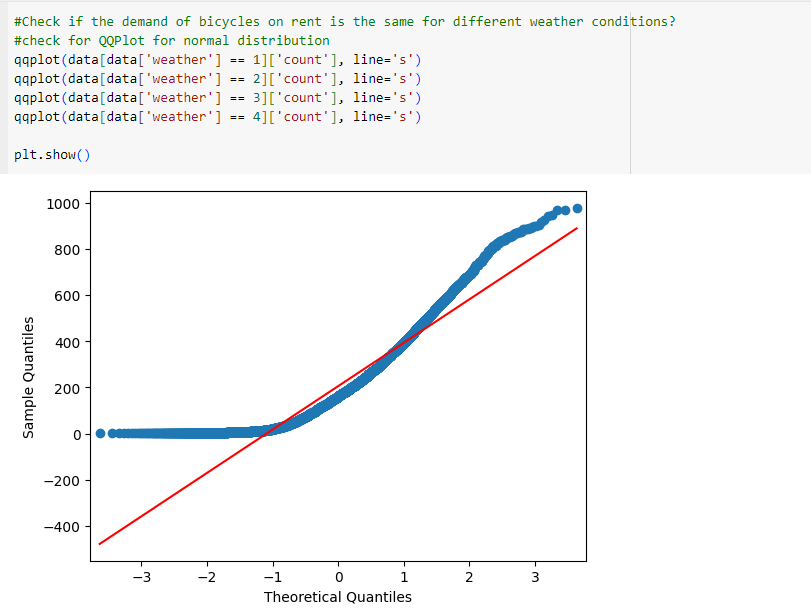 #Check if the demand of bicycles on rent is the same for different weather conditions?
#check for QQPlot for normal distribution
qqplot(data[data['weather'] == 1]['count'], line='s')
qqplot(data[data['weather'] == 2]['count'], line='s')
qqplot(data[data['weather'] == 3]['count'], line='s')
qqplot(data[data['weather'] == 4]['count'], line='s')
plt.show()
1000
800
600
400
200
0
−200
−400
Sample Quantiles
−3 −2 −1 0 1 2 3
Theoretical Quantiles